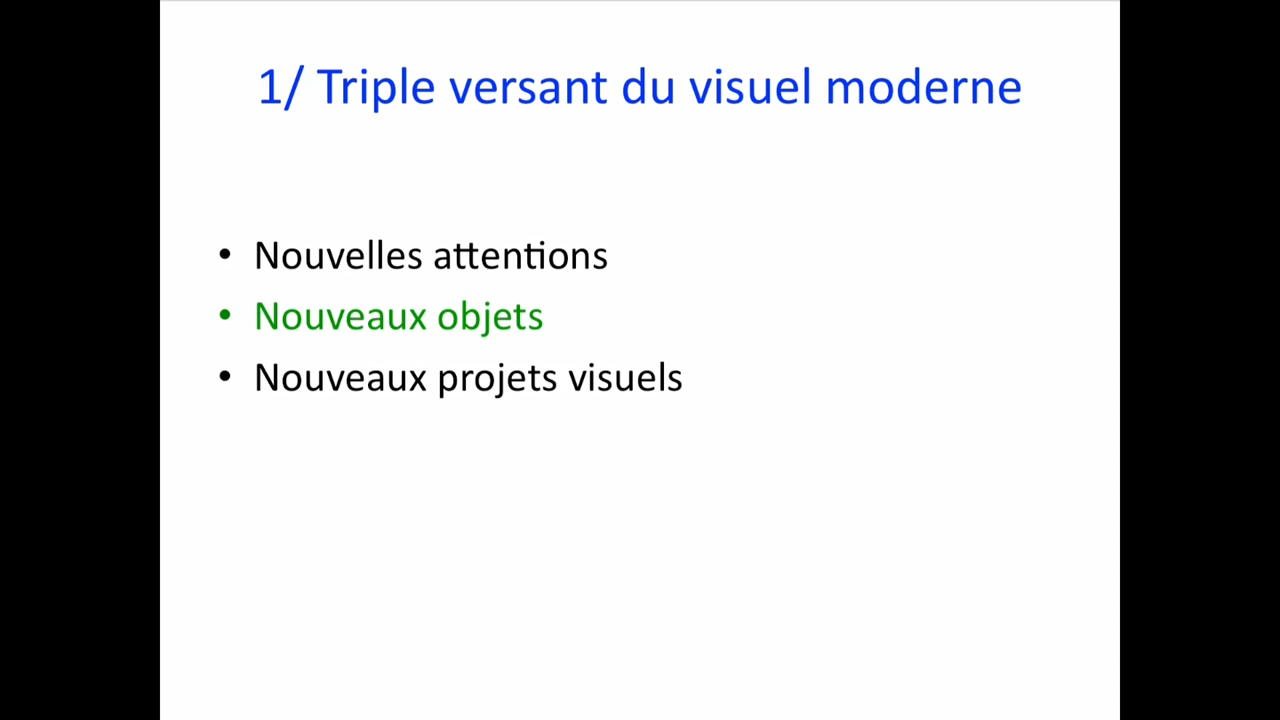 1/ Triple versant du visuel moderne
• Nouvelles attentions
• Nouveaux objets
• Nouveaux projets visuels